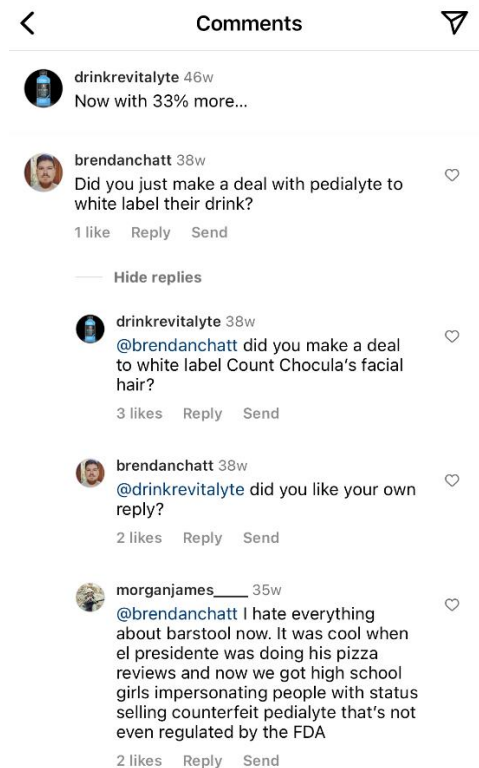 Comments
drinkrevitalyte 46w
Now with 33% more...
brendanchatt 38w
Did you just make a deal with pedialyte to
white label their drink?
1 like Reply Send
Hide replies
drinkrevitalyte 38w
@brendanchatt did you make a deal
to white label Count Chocula's facial
hair?
3 likes Reply Send
brendanchatt 38w
@drinkrevitalyte did you like your own
reply?
2 likes Reply Send
morganjames____ 35w
@brendanchatt I hate everything
about barstool now. It was cool when
el presidente was doing his pizza
reviews and now we got high school
girls impersonating people with status
selling counterfeit pedialyte that's not
even regulated by the FDA
2 likes Reply Send